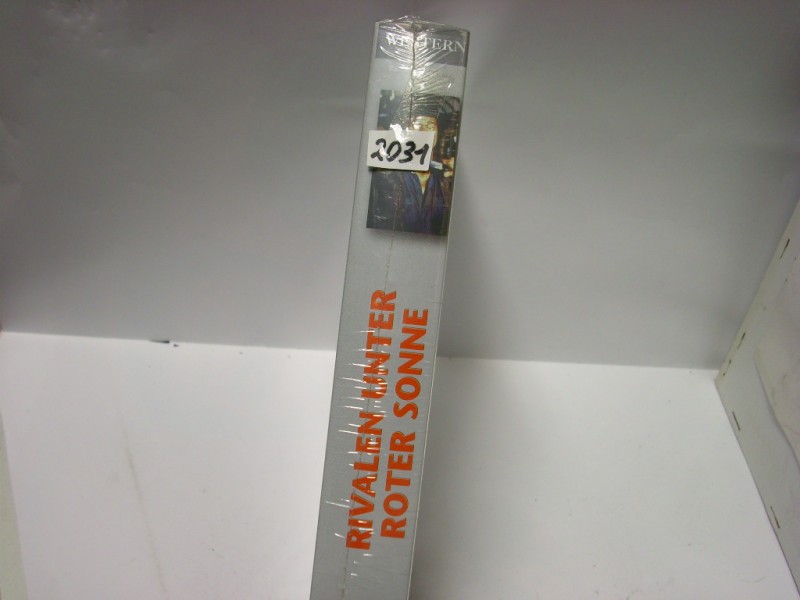 WESTERN
2031
RIVALEN UNTER
ROTER SONNE